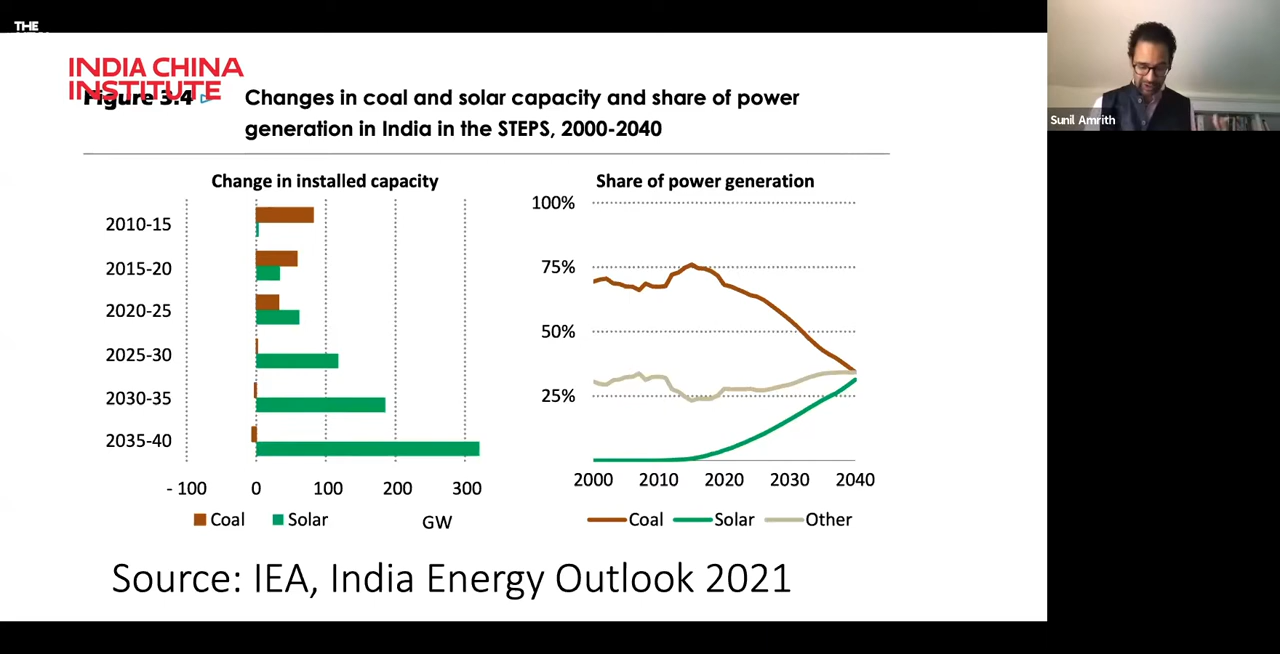 THE
INDIA CHINA
INSTITUTE
Figure 3.4
Changes in coal and solar capacity and share of power
generation in India in the STEPS, 2000-2040
Change in installed capacity
2010-15
2015-20
2020-25
2025-30
2030-35
2035-40
- 100 0 100 200 300
Coal Solar GW
Share of power generation
100%
75%
50%
25%
2000 2010 2020 2030 2040
Coal Solar Other
Source: IEA, India Energy Outlook 2021
Sunil Amrith